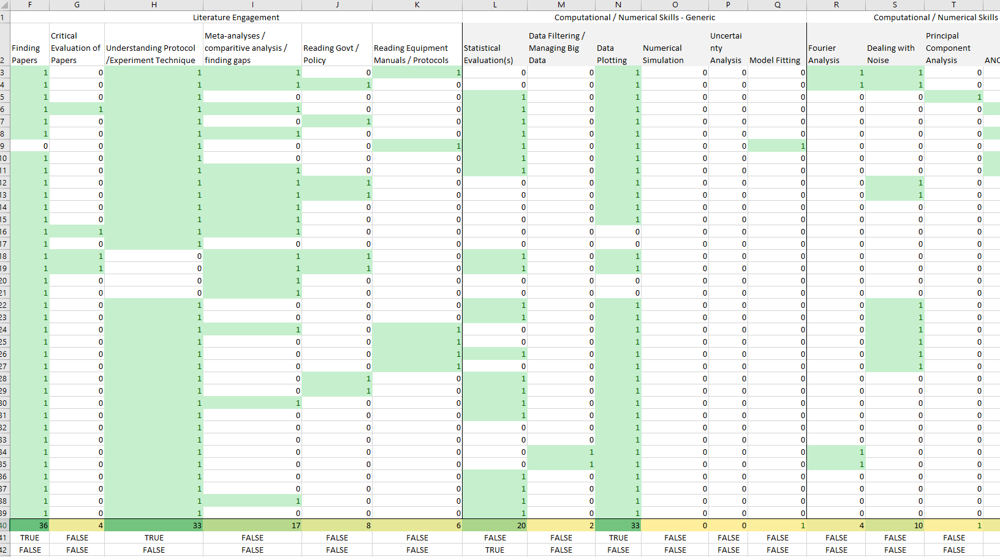 F G H I J K L M N O P Q R S T
1 Literature Engagement Computational / Numerical Skills - Generic Computational / Numerical Skills
Critical Meta-analyses / Data Filtering / Uncertai Principal
Finding Evaluation of Understanding Protocol comparitive analysis / Reading Govt / Reading Equipment Statistical Managing Big Data Numerical nty Fourier Dealing with Component
2 Papers Papers /Experiment Technique finding gaps Policy Manuals / Protocols Evaluation(s) Data Plotting Simulation Analysis Model Fitting Analysis Noise Analysis
3 1 0 1 1 0 1 0 0 1 0 0 0 1 1 0
4 1 0 1 1 1 0 0 0 1 0 0 0 1 1 0
5 1 0 1 0 0 0 1 0 1 0 0 0 0 0 1
6 1 1 1 1 0 0 1 0 1 0 0 0 0 0 0
7 1 0 1 0 1 0 1 0 1 0 0 0 0 0 0
8 1 0 1 1 0 0 1 0 1 0 0 0 0 0 0
9 0 0 1 0 0 1 1 0 1 0 0 1 0 0 0
10 1 0 1 0 0 0 1 0 1 0 0 0 0 0 0
11 1 0 1 1 0 0 1 0 1 0 0 0 0 0 0
12 1 0 1 1 1 0 0 0 1 0 0 0 0 1 0
13 1 0 1 1 1 0 0 0 1 0 0 0 0 1 0
14 1 0 1 1 0 0 0 0 1 0 0 0 0 0 0
15 1 0 1 1 0 0 0 0 1 0 0 0 0 0 0
16 1 1 1 1 0 0 0 0 0 0 0 0 0 0 0
17 1 0 1 0 0 0 0 0 0 0 0 0 0 0 0
18 1 1 0 1 1 0 1 0 1 0 0 0 0 0 0
19 1 1 0 1 1 0 1 0 1 0 0 0 0 0 0
20 1 0 0 1 0 0 0 0 0 0 0 0 0 0 0
21 1 0 0 1 0 0 0 0 0 0 0 0 0 0 0
22 1 0 1 0 0 0 1 0 1 0 0 0 0 1 0
23 1 0 1 0 0 0 1 0 1 0 0 0 0 1 0
24 1 0 1 1 0 1 0 0 1 0 0 0 0 1 0
25 1 0 1 0 0 1 0 0 1 0 0 0 0 1 0
26 1 0 1 0 0 1 1 0 1 0 0 0 0 1 0
27 1 0 1 0 0 1 0 0 1 0 0 0 0 1 0
28 1 0 1 0 1 0 1 0 1 0 0 0 0 0 0
29 1 0 1 0 1 0 1 0 1 0 0 0 0 0 0
30 1 0 1 1 0 0 1 0 1 0 0 0 0 0 0
31 1 0 1 0 0 0 1 0 1 0 0 0 0 0 0
32 1 0 1 0 0 0 0 0 1 0 0 0 0 0 0
33 1 0 1 0 0 0 0 0 1 0 0 0 0 0 0
34 1 0 1 0 0 0 0 1 1 0 0 0 1 0 0
35 1 0 1 0 0 0 0 1 1 0 0 0 1 0 0
36 1 0 1 0 0 0 1 0 1 0 0 0 0 0 0
37 1 0 1 0 0 0 1 0 1 0 0 0 0 0 0
38 1 0 1 1 0 0 1 0 1 0 0 0 0 0 0
39 1 0 1 0 0 0 1 0 1 0 0 0 0 0 0
40 36 4 33 17 8 6 20 2 33 0 0 1 4 10 1
41 TRUE FALSE TRUE FALSE FALSE FALSE FALSE FALSE TRUE FALSE FALSE FALSE FALSE FALSE FALSE
42 FALSE FALSE FALSE FALSE FALSE FALSE TRUE FALSE FALSE FALSE FALSE FALSE FALSE FALSE FALSE